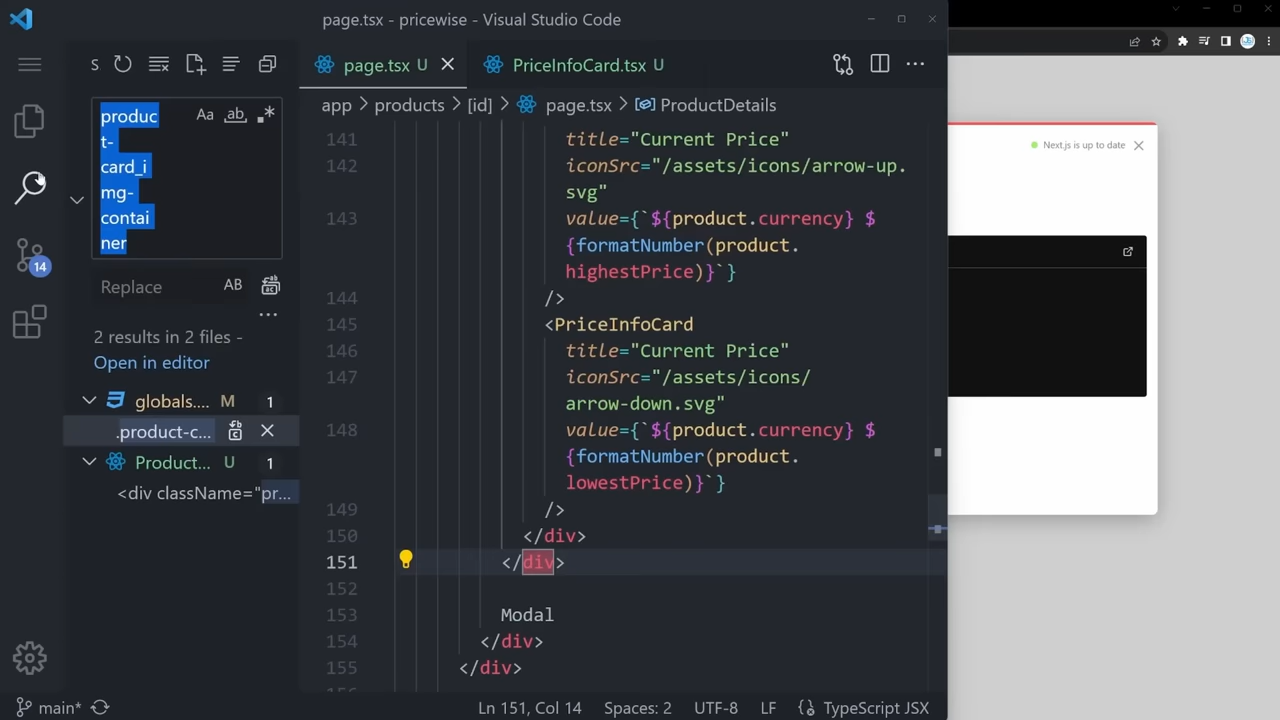 page.tsx - pricewise - Visual Studio Code
S
page.tsx U
PriceInfoCard.tsx U
app > products > [id] > page.tsx > ProductDetails
produc
t-
card_i
mg-
contai
ner
Aa ab
Replace
AB
2 results in 2 files -
Open in editor
globals.... M 1
.product-c...
Product... U 1
<div className="pr...
14
141 title="Current Price"
142 iconSrc="/assets/icons/arrow-up.
svg"
143 value={`${product.currency} $
{formatNumber(product.
highestPrice)}`}
144 />
145 <PriceInfoCard
146 title="Current Price"
147 iconSrc="/assets/icons/
arrow-down.svg"
148 value={`${product.currency} $
{formatNumber(product.
lowestPrice)}`}
149 />
150 </div>
151 </div>
152
153 Modal
154 </div>
155 </div>
Next.js is up to date
main*
Ln 151, Col 14
Spaces: 2
UTF-8
LF
TypeScript JSX